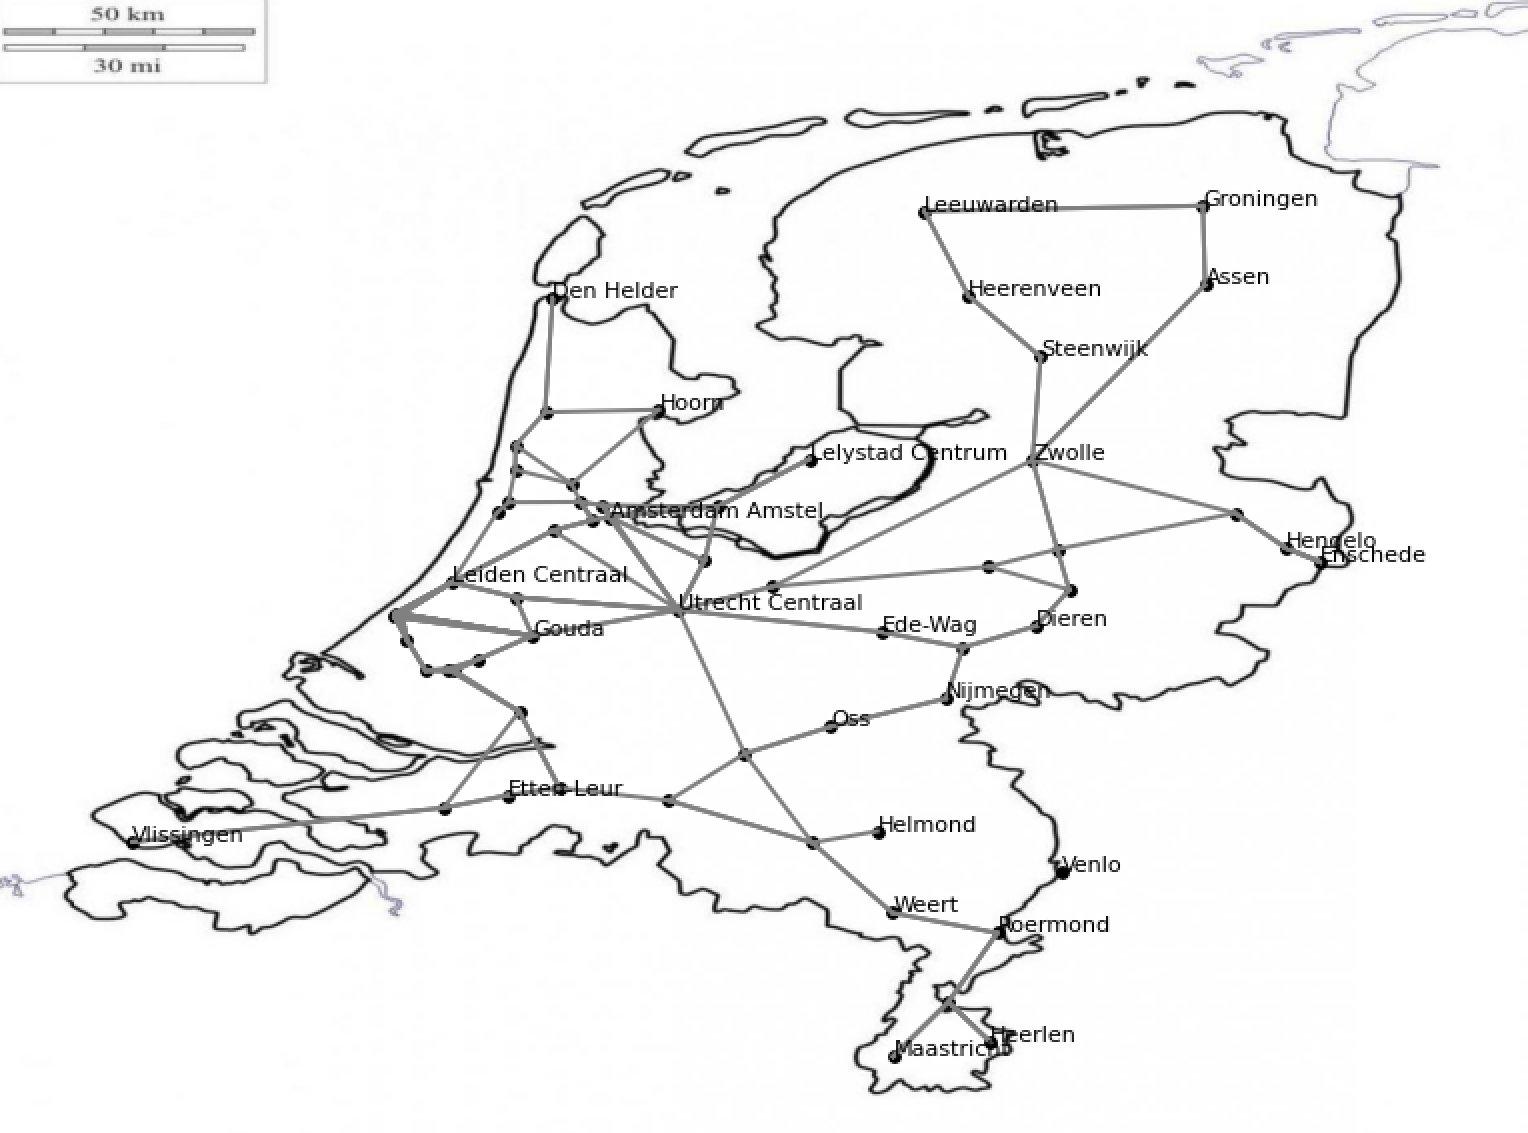 50 km
30 mi
Leeuwarden
Groningen
Assen
Den Helder
Heerenveen
Steenwijk
Hoorn
Lelystad Centrum
Zwolle
Amsterdam Amstel
Hengelo
Enschede
Leiden Centraal
Utrecht Centraal
Gouda
Ede-Wag
Dieren
Nijmegen
Oss
Etten-Leur
Vlissingen
Helmond
Venlo
Weert
Roermond
Heerlen
Maastricht